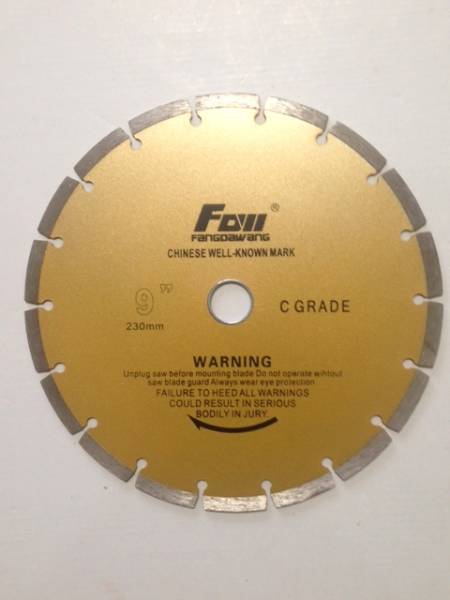 FDW ®
FANGDAWANG
CHINESE WELL-KNOWN MARK
9"
230mm
C GRADE
WARNING
Unplug saw before mounting blade Do not operate wihtout
saw blade guard Always wear eye protection
FAILURE TO HEED ALL WARNINGS
COULD RESULT IN SERIOUS
BODILY IN JURY.